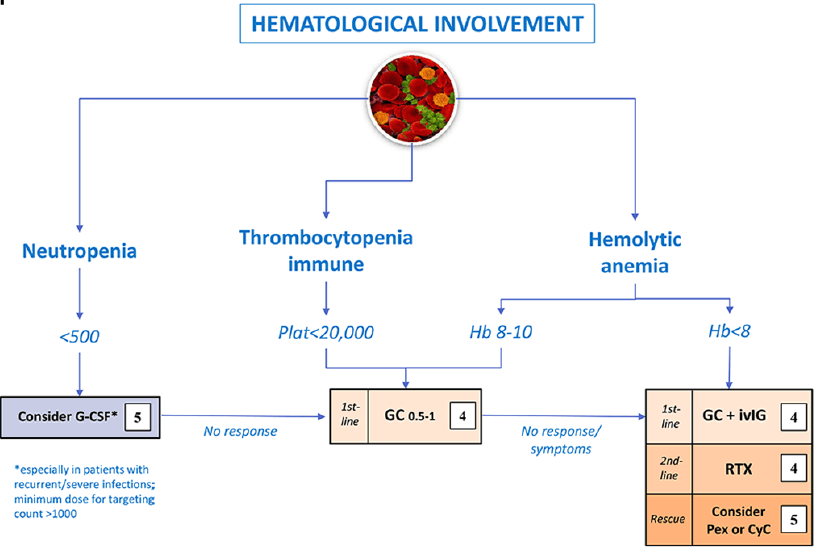 HEMATOLOGICAL INVOLVEMENT
Neutropenia
Thrombocytopenia
immune
Hemolytic
anemia
<500
Plat<20,000
Hb 8-10
Hb<8
Consider G-CSF* 5
No response
1st-
line
GC 0.5-1 4
No response/
symptoms
1st-
line
GC + ivIG 4
2nd-
line
RTX 4
Rescue
Consider
Pex or CyC 5
*especially in patients with
recurrent/severe infections;
minimum dose for targeting
count >1000